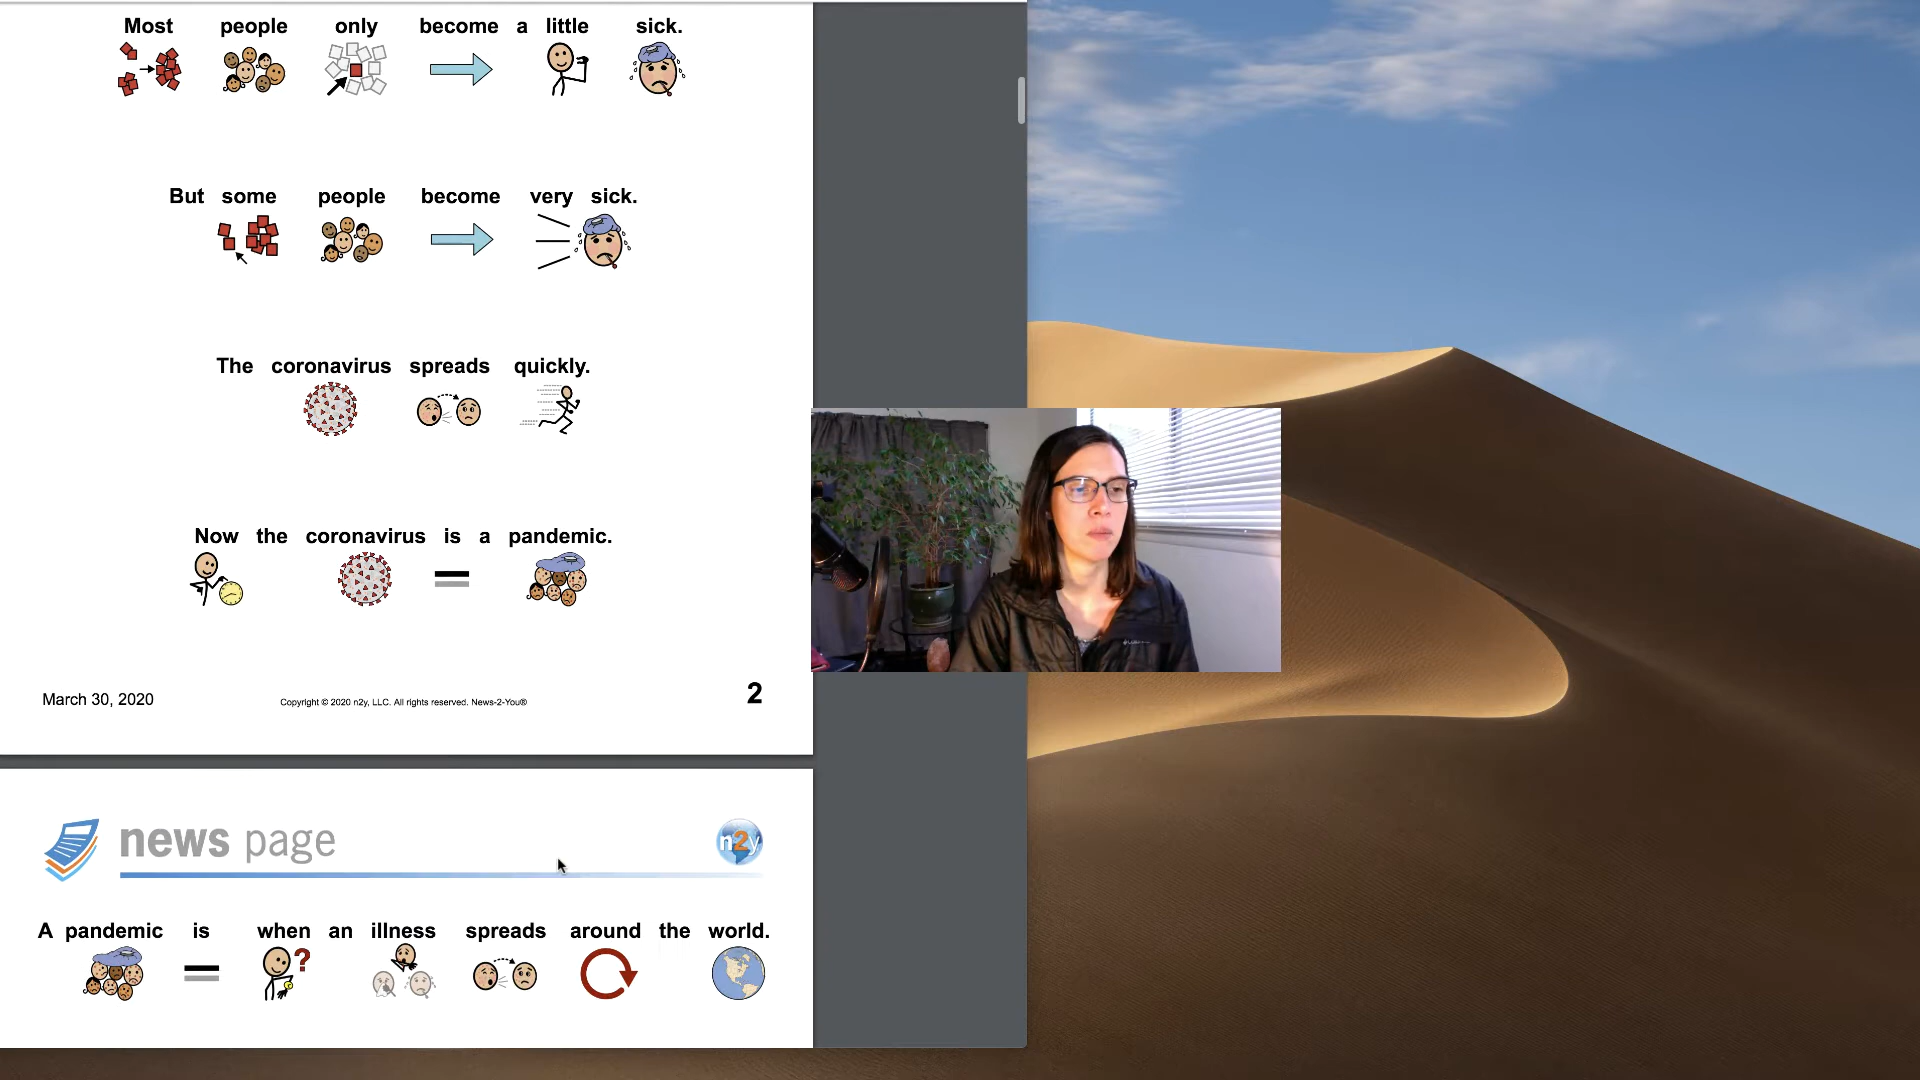 Most people only become a little sick.
But some people become very sick.
The coronavirus spreads quickly.
Now the coronavirus is a pandemic.
March 30, 2020
Copyright © 2020 n2y, LLC. All rights reserved. News-2-You®
2
news page
n2y
?
A pandemic is when an illness spreads around the world.